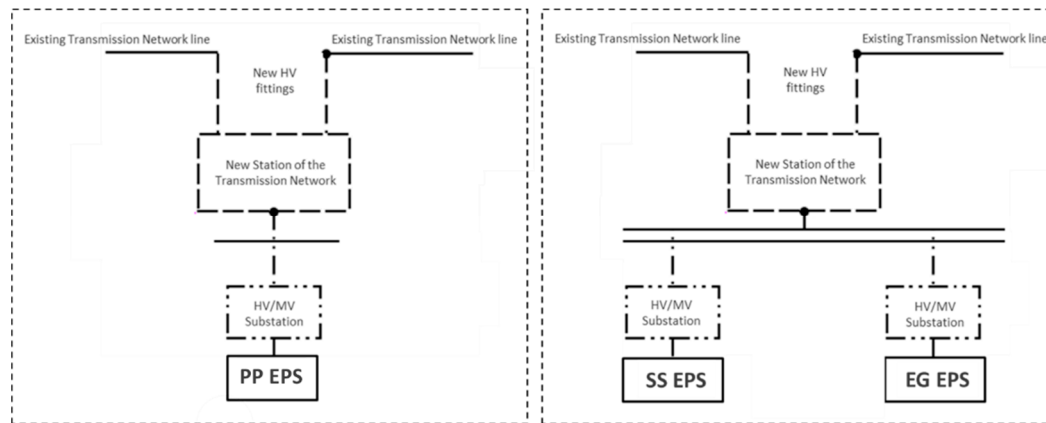 Existing Transmission Network line
Existing Transmission Network line
New HV
fittings
New Station of the
Transmission Network
HV/MV
Substation
PP EPS
Existing Transmission Network line
Existing Transmission Network line
New HV
fittings
New Station of the
Transmission Network
HV/MV
Substation
HV/MV
Substation
SS EPS
EG EPS